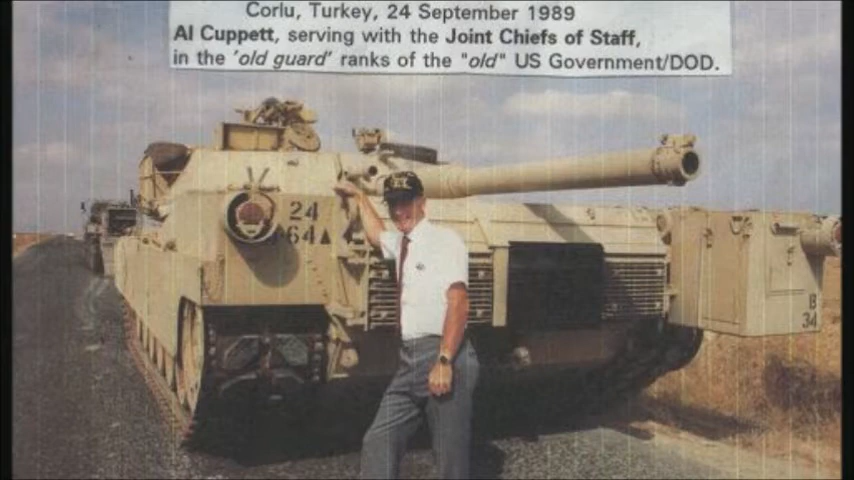 Corlu, Turkey, 24 September 1989
Al Cuppett, serving with the Joint Chiefs of Staff,
in the 'old guard' ranks of the "old" US Government/DOD.
24
64▲
B
34